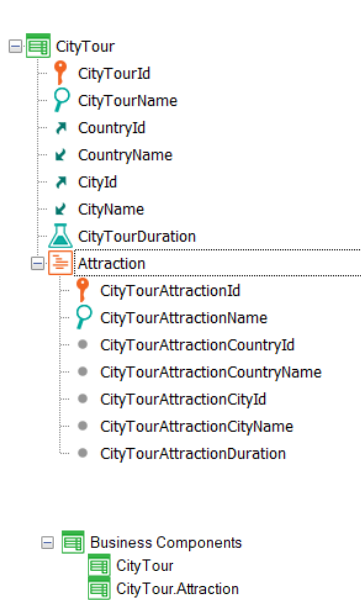 CityTour
CityTourId
CityTourName
CountryId
CountryName
CityId
CityName
CityTourDuration
Attraction
CityTourAttractionId
CityTourAttractionName
CityTourAttractionCountryId
CityTourAttractionCountryName
CityTourAttractionCityId
CityTourAttractionCityName
CityTourAttractionDuration
Business Components
CityTour
CityTour.Attraction